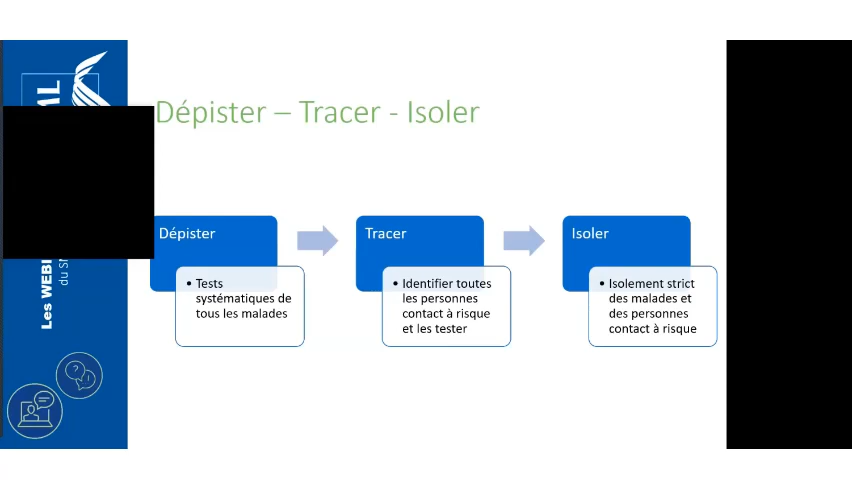 Dépister – Tracer - Isoler
Dépister
• Tests
systématiques de
tous les malades
Tracer
• Identifier toutes
les personnes
contact à risque
et les tester
Isoler
• Isolement strict
des malades et
des personnes
contact à risque
Les WEBI
du S
ML
?
!